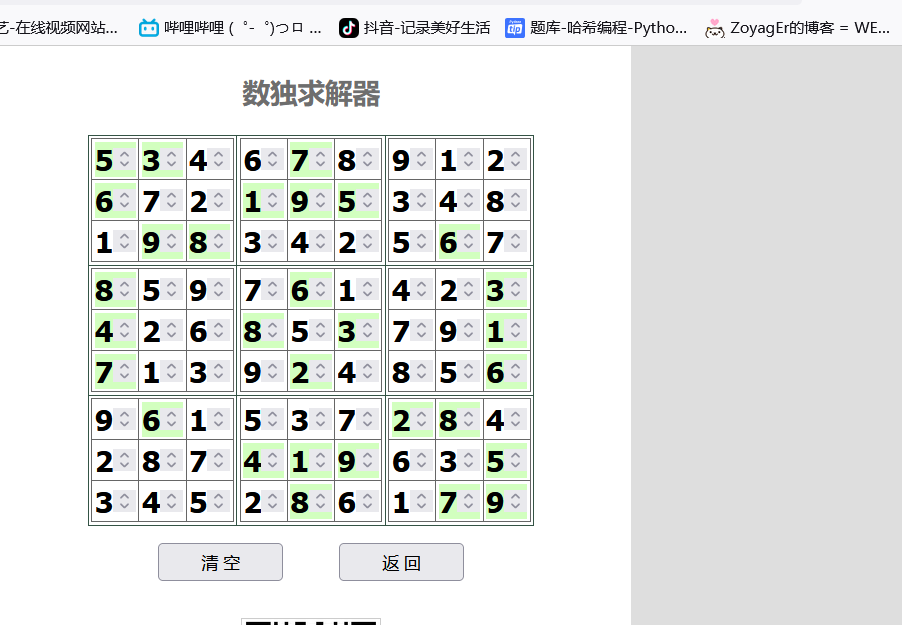 艺-在线视频网站... 哔哩哔哩 (゜-゜)つロ ... 抖音-记录美好生活 题库-哈希编程-Pytho... ZoyagEr的博客 = WE...
数独求解器
5 3 4 6 7 8 9 1 2
6 7 2 1 9 5 3 4 8
1 9 8 3 4 2 5 6 7
8 5 9 7 6 1 4 2 3
4 2 6 8 5 3 7 9 1
7 1 3 9 2 4 8 5 6
9 6 1 5 3 7 2 8 4
2 8 7 4 1 9 6 3 5
3 4 5 2 8 6 1 7 9
清 空 返 回